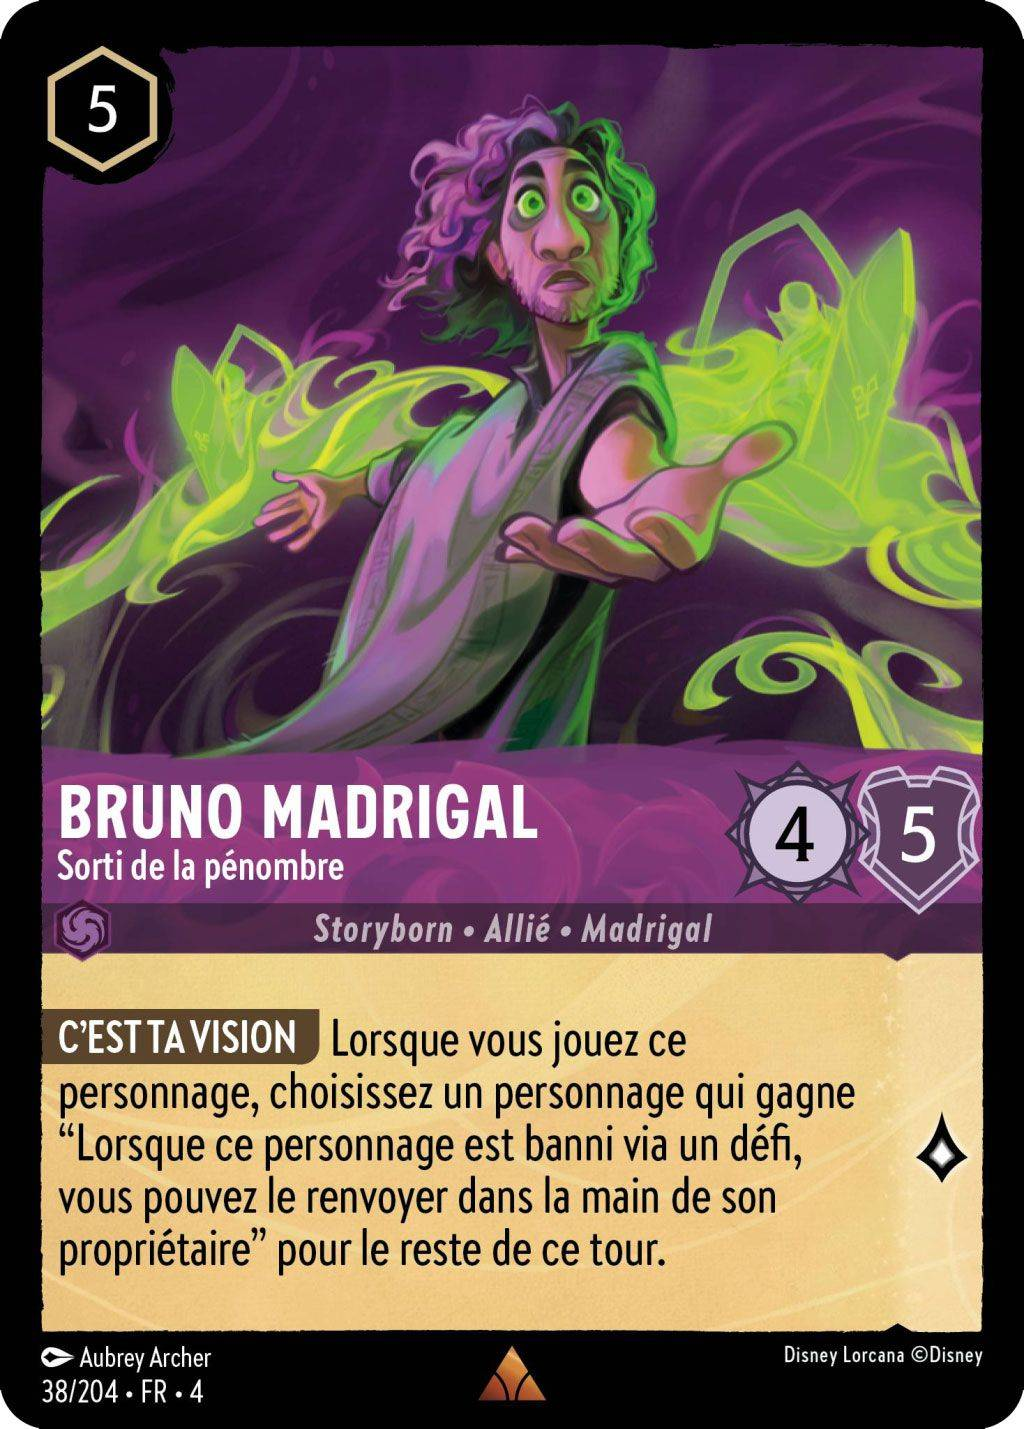 5
BRUNO MADRIGAL
Sorti de la pénombre
4
5
Storyborn • Allié • Madrigal
C'EST TA VISION Lorsque vous jouez ce
personnage, choisissez un personnage qui gagne
“Lorsque ce personnage est banni via un défi,
vous pouvez le renvoyer dans la main de son
propriétaire” pour le reste de ce tour.
Aubrey Archer
Disney Lorcana ©Disney
38/204 • FR • 4